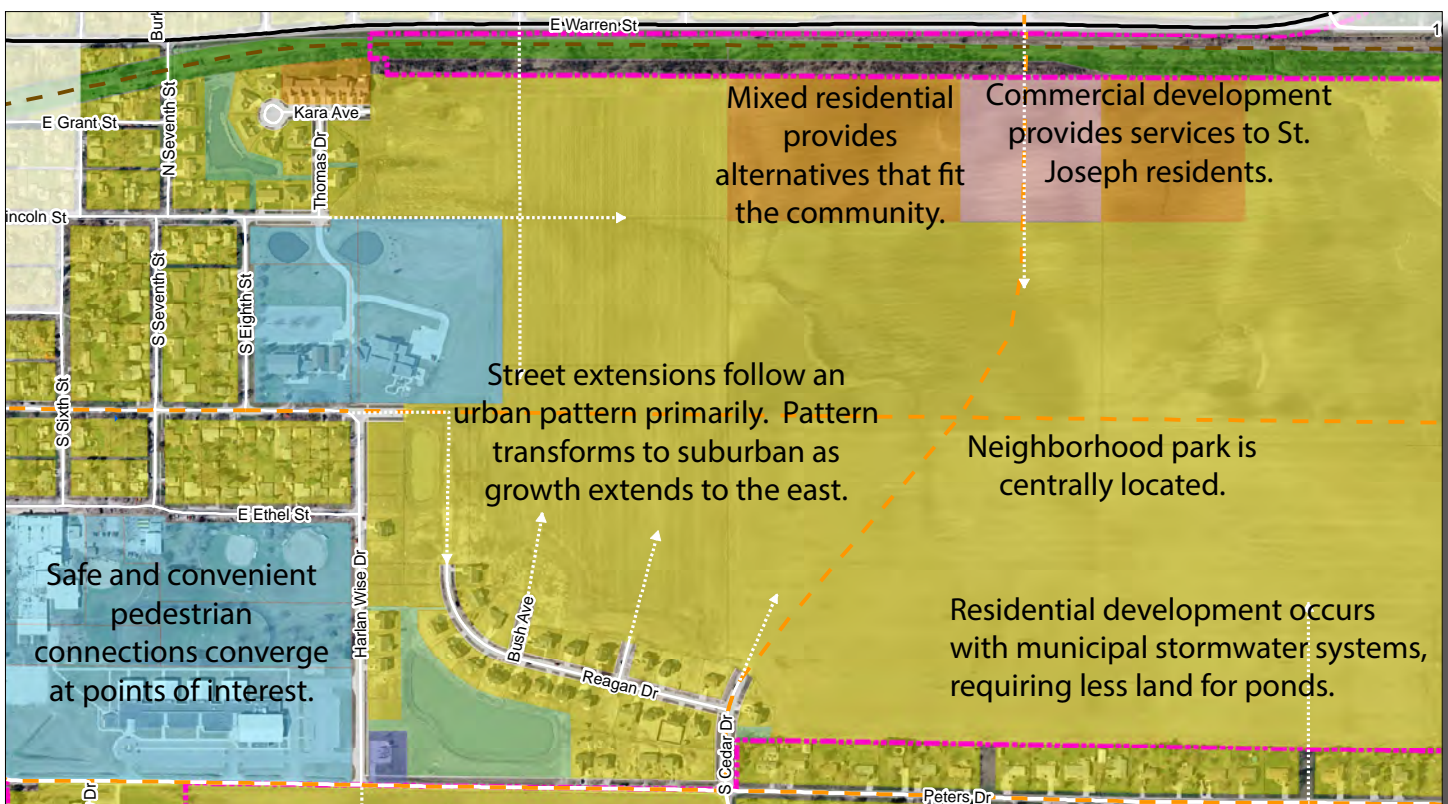 E Warren St
Burk
1
N Seventh St
E Grant St
Kara Ave
Thomas Dr
Mixed residential
provides
alternatives that fit
the community.
Commercial development
provides services to St.
Joseph residents.
incoln St
S Sixth St
S Seventh St
S Eighth St
Street extensions follow an
urban pattern primarily. Pattern
transforms to suburban as
growth extends to the east.
Neighborhood park is
centrally located.
E Ethel St
Harlan Wise Dr
Safe and convenient
pedestrian
connections converge
at points of interest.
Bush Ave
Reagan Dr
Residential development occurs
with municipal stormwater systems,
requiring less land for ponds.
S Cedar Dr
Dr
Peters Dr